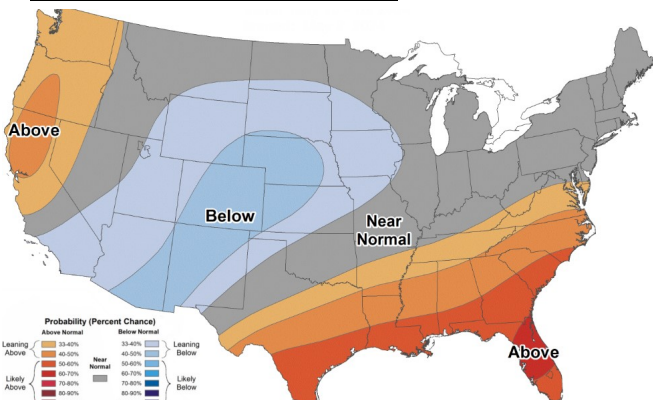 Above
Below
Near
Normal
Above
Probability (Percent Chance)
Above Normal
Below Normal
Leaning
Above
33-40%
40-50%
50-60%
60-70%
70-80%
80-90%
Likely
Above
Near
Normal
33-40%
40-50%
50-60%
60-70%
70-80%
80-90%
Leaning
Below
Likely
Below